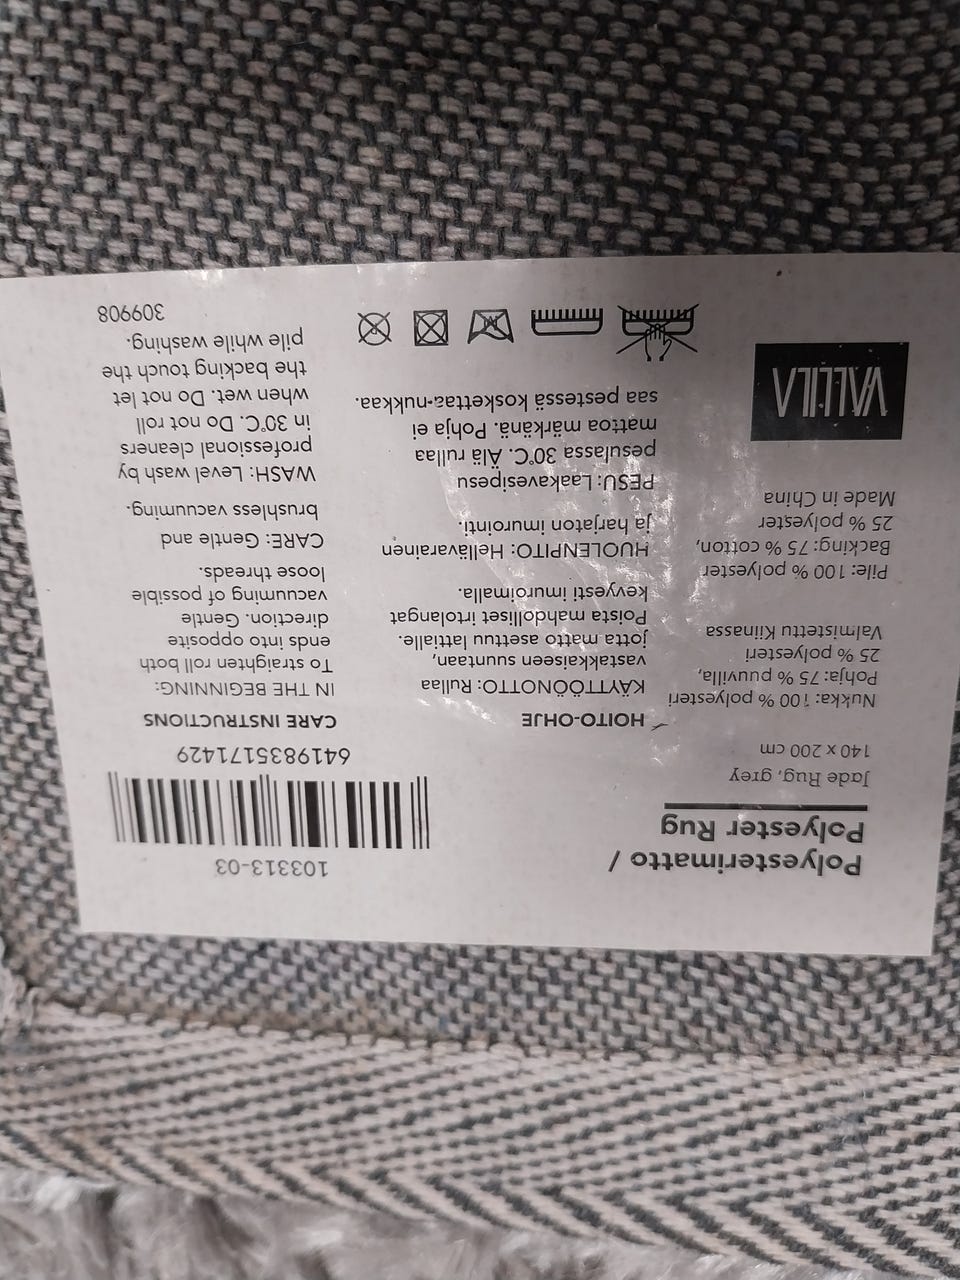 Polyesterimatto /
Polyester Rug
Jade Rug, grey
140 x 200 cm
Nukka: 100 % polyesteri
Pohja: 75 % puuvilla,
25 % polyesteri
Valmistettu Kiinassa
Pile: 100 % polyester
Backing: 75 % cotton,
25 % polyester
Made in China
VALLILA
HOITO-OHJE
KÄYTTÖÖNOTTO: Rullaa
vastakkaiseen suuntaan,
jotta matto asettuu lattialle.
Poista mahdolliset irtolangat
kevyesti imuroimalla.
HUOLENPITO: Hellävarainen
ja harjaton imurointi.
PESU: Laakavesipesu
pesulassa 30°C. Älä rullaa
mattoa märkänä. Pohja ei
saa pestessä koskettaa nukkaa.
103313-03
6419835171429
CARE INSTRUCTIONS
IN THE BEGINNING:
To straighten roll both
ends into opposite
direction. Gentle
vacuuming of possible
loose threads.
CARE: Gentle and
brushless vacuuming.
WASH: Level wash by
professional cleaners
in 30°C. Do not roll
when wet. Do not let
the backing touch the
pile while washing.
309908